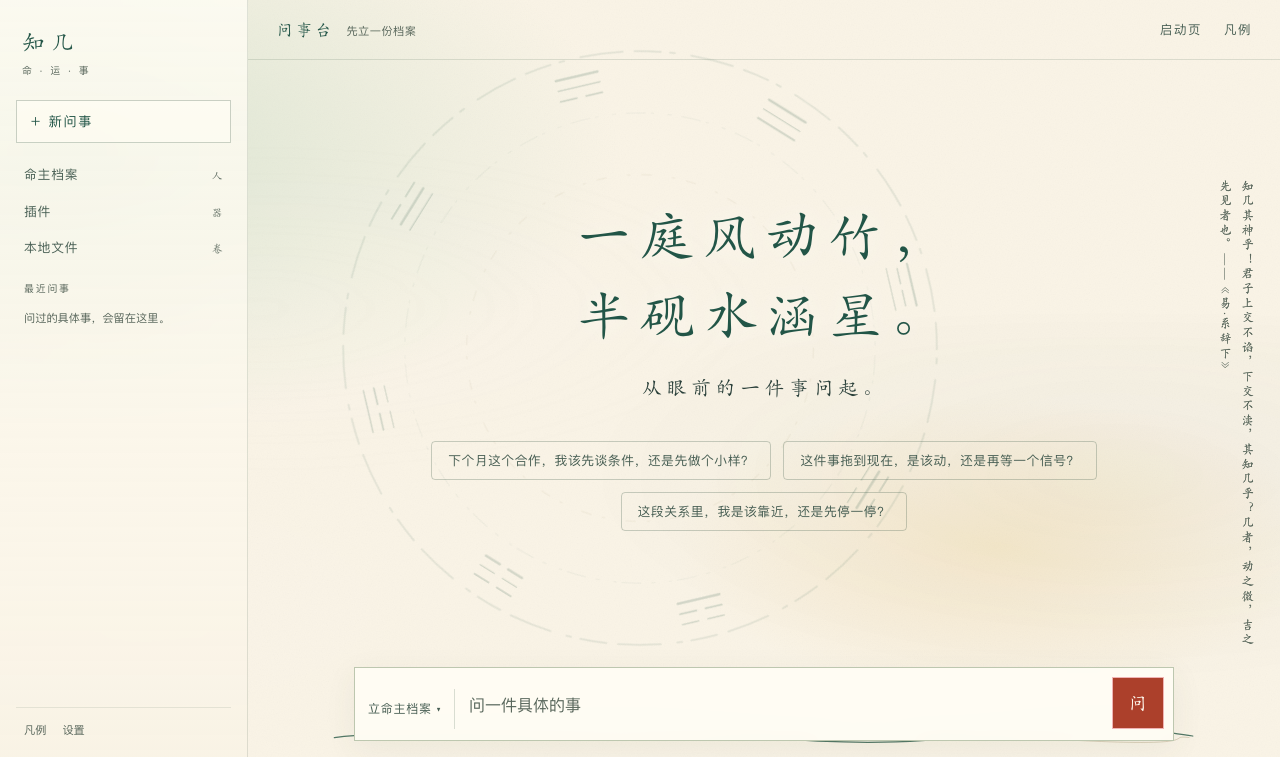 知几
命 · 运 · 事
+ 新问事
命主档案 人
插件 器
本地文件 卷
最近问事
问过的具体事，会留在这里。
凡例 设置
问事台 先立一份档案
启动页 凡例
一庭风动竹，
半砚水涵星。
从眼前的一件事问起。
下个月这个合作，我该先谈条件，还是先做个小样？
这件事拖到现在，是该动，还是再等一个信号？
这段关系里，我是该靠近，还是先停一停？
知几其神乎！君子上交不谄，下交不渎，其知几乎？几者，动之微，吉之
先见者也。——《易·系辞下》
立命主档案 ▾
问一件具体的事
问